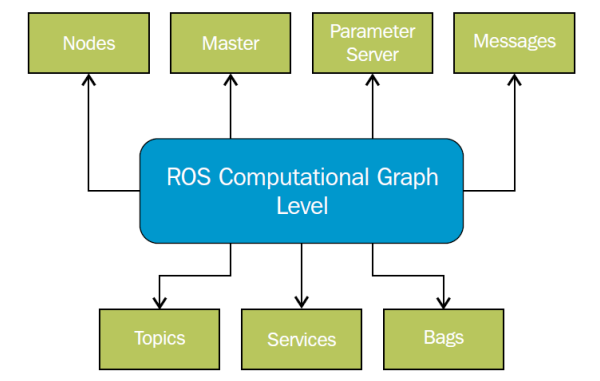 Nodes
Master
Parameter
Server
Messages
ROS Computational Graph
Level
Topics
Services
Bags